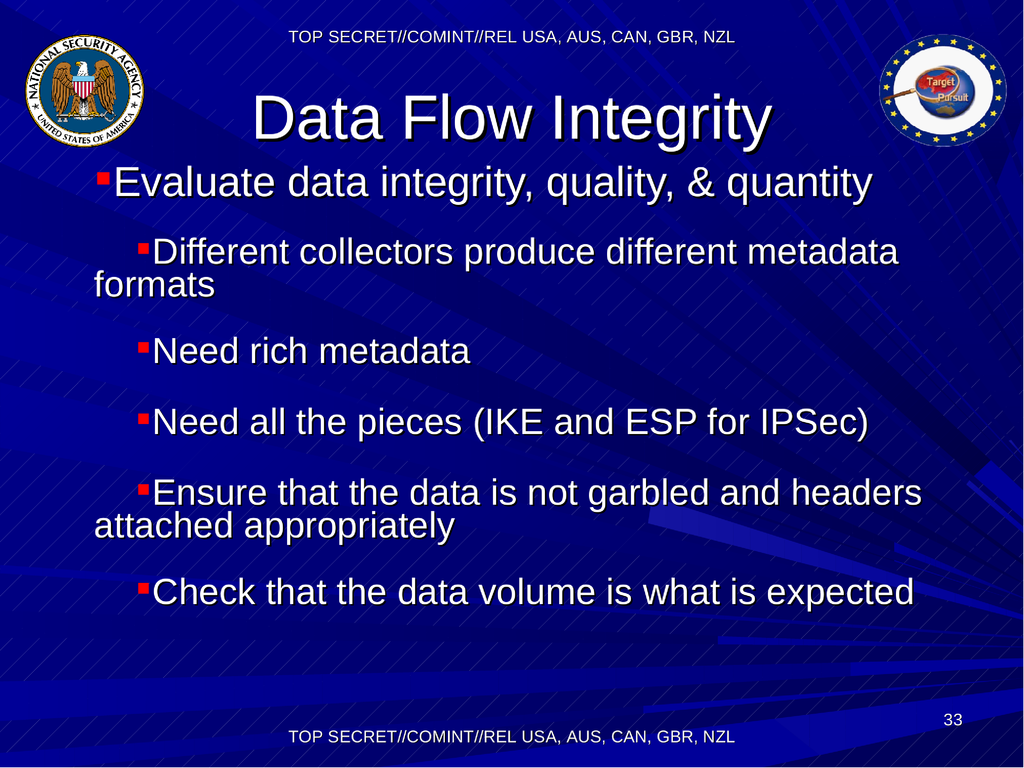 TOP SECRET//COMINT//REL USA, AUS, CAN, GBR, NZL
NATIONAL SECURITY AGENCY
UNITED STATES OF AMERICA
Target
Pursuit
Data Flow Integrity
Evaluate data integrity, quality, & quantity
Different collectors produce different metadata
formats
Need rich metadata
Need all the pieces (IKE and ESP for IPSec)
Ensure that the data is not garbled and headers
attached appropriately
Check that the data volume is what is expected
33
TOP SECRET//COMINT//REL USA, AUS, CAN, GBR, NZL